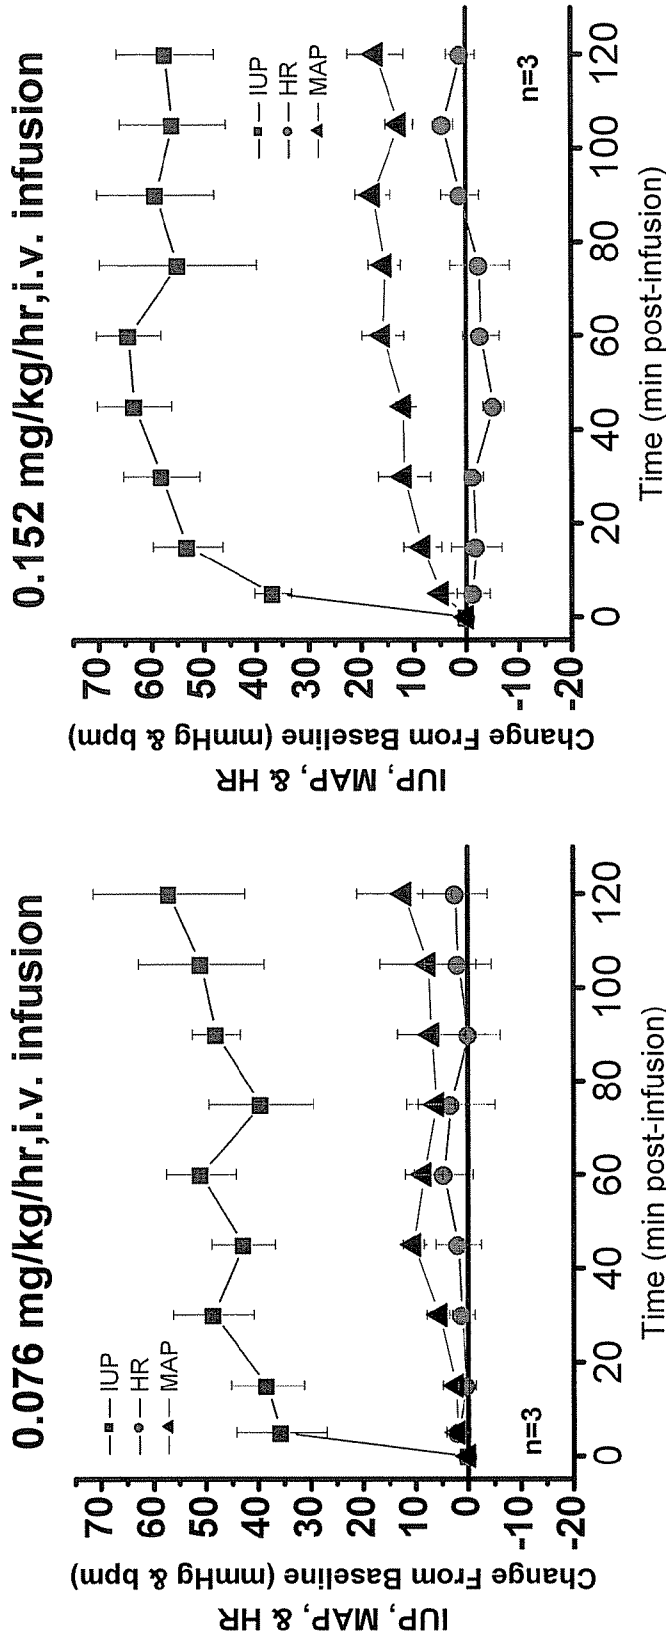 0.076 mg/kg/hr,i.v. infusion
IUP, MAP, & HR
Change From Baseline (mmHg & bpm)
70
60
50
40
30
20
10
0
-10
-20
IUP
HR
MAP
n=3
0 20 40 60 80 100 120
Time (min post-infusion)
0.152 mg/kg/hr,i.v. infusion
IUP, MAP, & HR
Change From Baseline (mmHg & bpm)
70
60
50
40
30
20
10
0
-10
-20
IUP
HR
MAP
n=3
0 20 40 60 80 100 120
Time (min post-infusion)